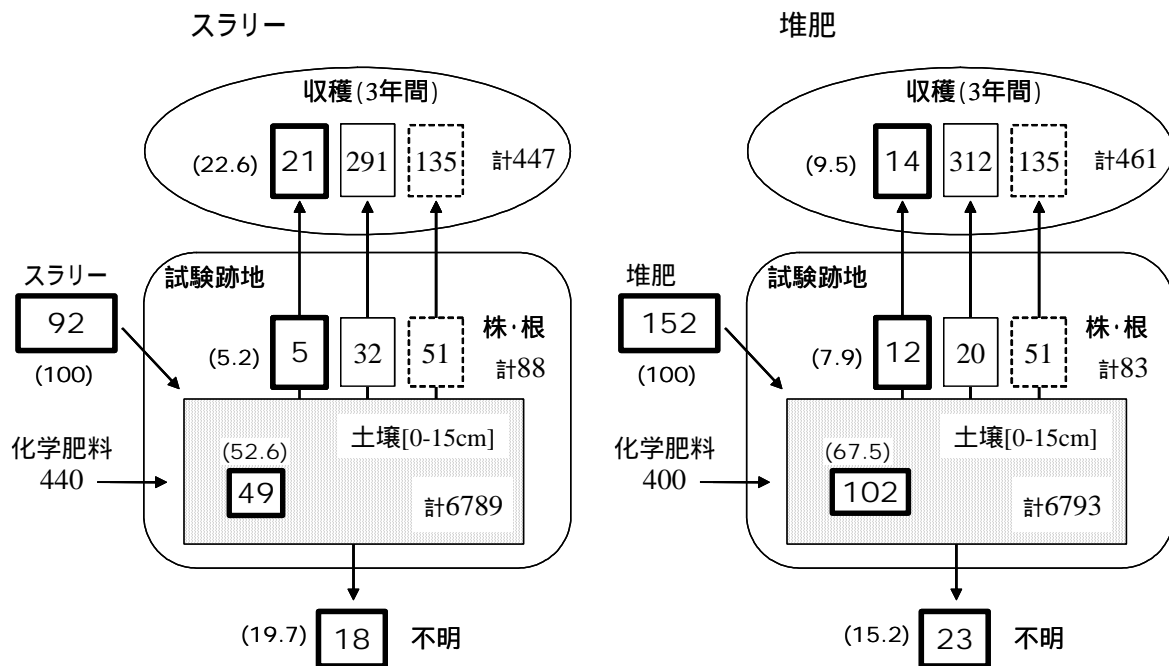 スラリー
収穫(3年間)
(22.6) 21 291 135 計447
スラリー
92
(100)
試験跡地
(5.2) 5 32 51
株・根
計88
化学肥料
440
土壌[0-15cm]
(52.6)
49
計6789
(19.7) 18 不明
堆肥
収穫(3年間)
(9.5) 14 312 135 計461
堆肥
152
(100)
試験跡地
(7.9) 12 20 51
株・根
計83
化学肥料
400
土壌[0-15cm]
(67.5)
102
計6793
(15.2) 23 不明